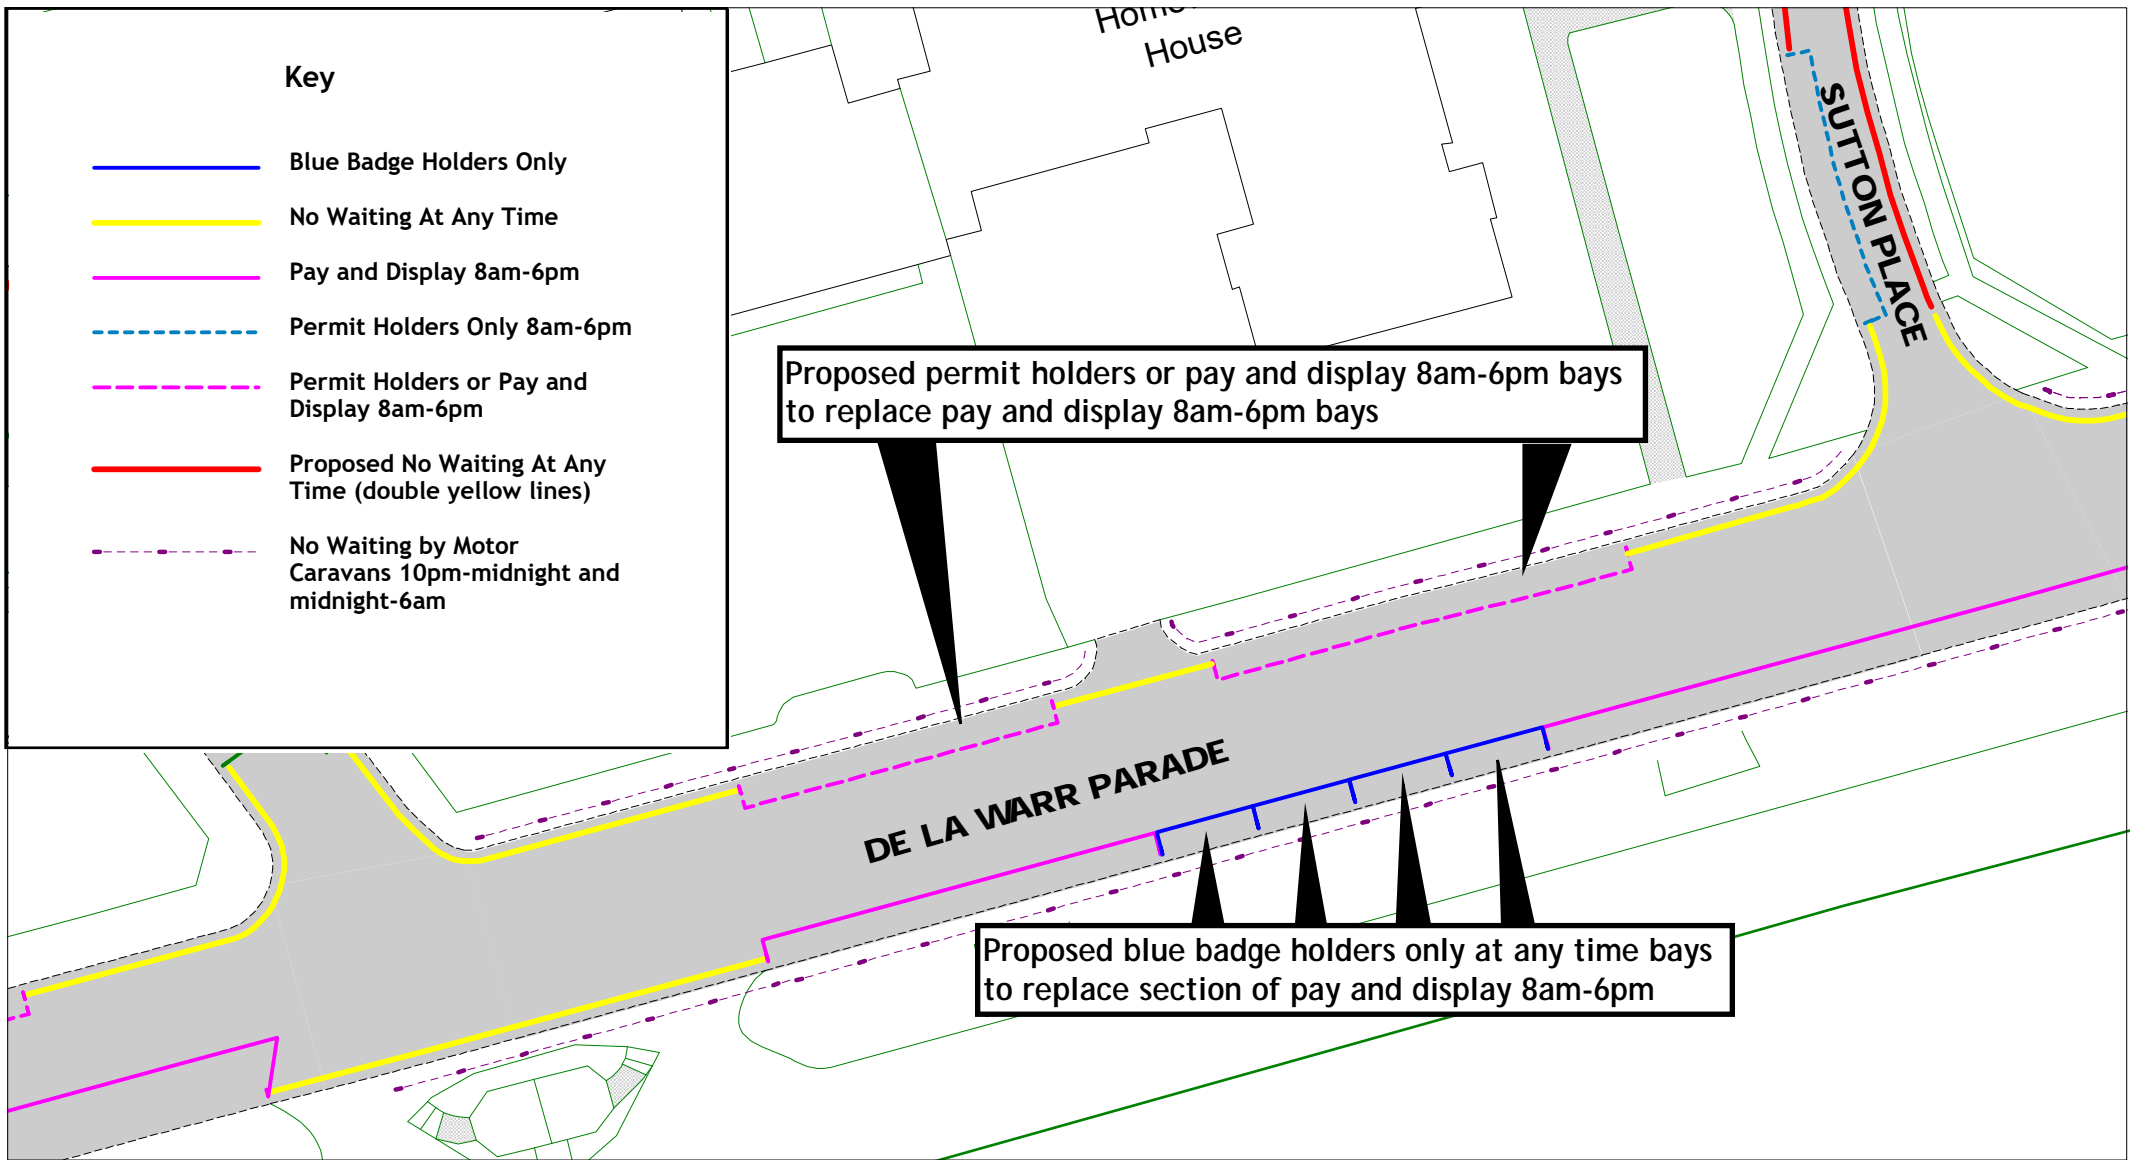 Key
Blue Badge Holders Only
No Waiting At Any Time
Pay and Display 8am-6pm
Permit Holders Only 8am-6pm
Permit Holders or Pay and
Display 8am-6pm
Proposed No Waiting At Any
Time (double yellow lines)
No Waiting by Motor
Caravans 10pm-midnight and
midnight-6am
House
SUTTON PLACE
Proposed permit holders or pay and display 8am-6pm bays
to replace pay and display 8am-6pm bays
DE LA WARR PARADE
Proposed blue badge holders only at any time bays
to replace section of pay and display 8am-6pm